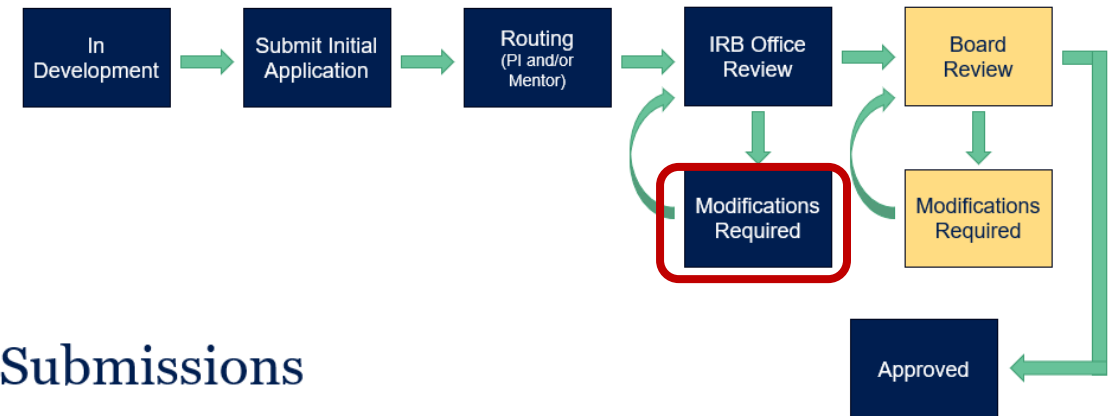 In
Development
Submit Initial
Application
Routing
(PI and/or
Mentor)
IRB Office
Review
Board
Review
Modifications
Required
Modifications
Required
Approved
Submissions